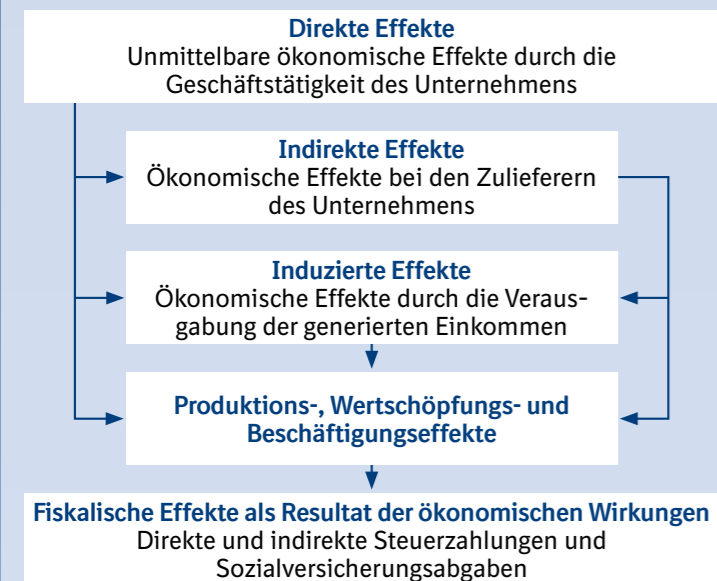 Direkte Effekte
Unmittelbare ökonomische Effekte durch die
Geschäftstätigkeit des Unternehmens
Indirekte Effekte
Ökonomische Effekte bei den Zulieferern
des Unternehmens
Induzierte Effekte
Ökonomische Effekte durch die Veraus-
gabung der generierten Einkommen
Produktions-, Wertschöpfungs- und
Beschäftigungseffekte
Fiskalische Effekte als Resultat der ökonomischen Wirkungen
Direkte und indirekte Steuerzahlungen und
Sozialversicherungsabgaben